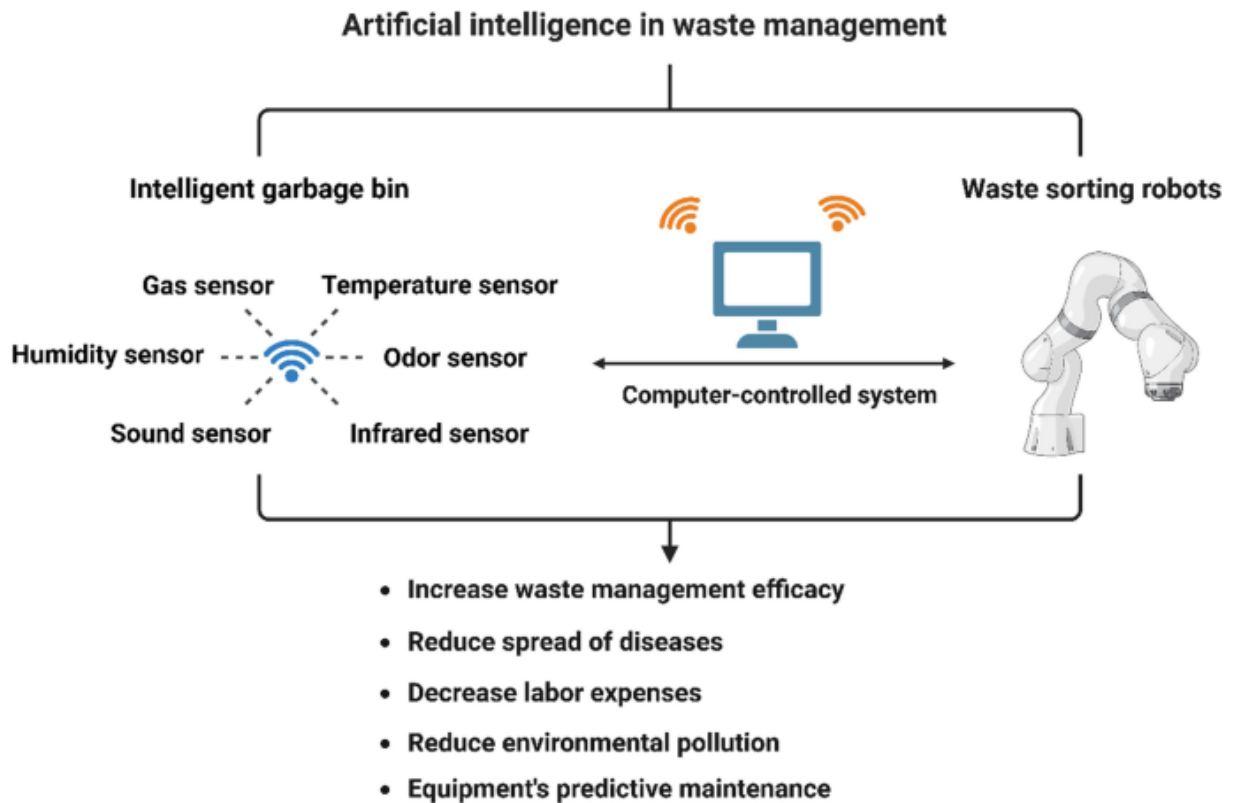 Artificial intelligence in waste management
Intelligent garbage bin
Waste sorting robots
Gas sensor
Temperature sensor
Humidity sensor
Odor sensor
Sound sensor
Infrared sensor
Computer-controlled system
• Increase waste management efficacy
• Reduce spread of diseases
• Decrease labor expenses
• Reduce environmental pollution
• Equipment's predictive maintenance